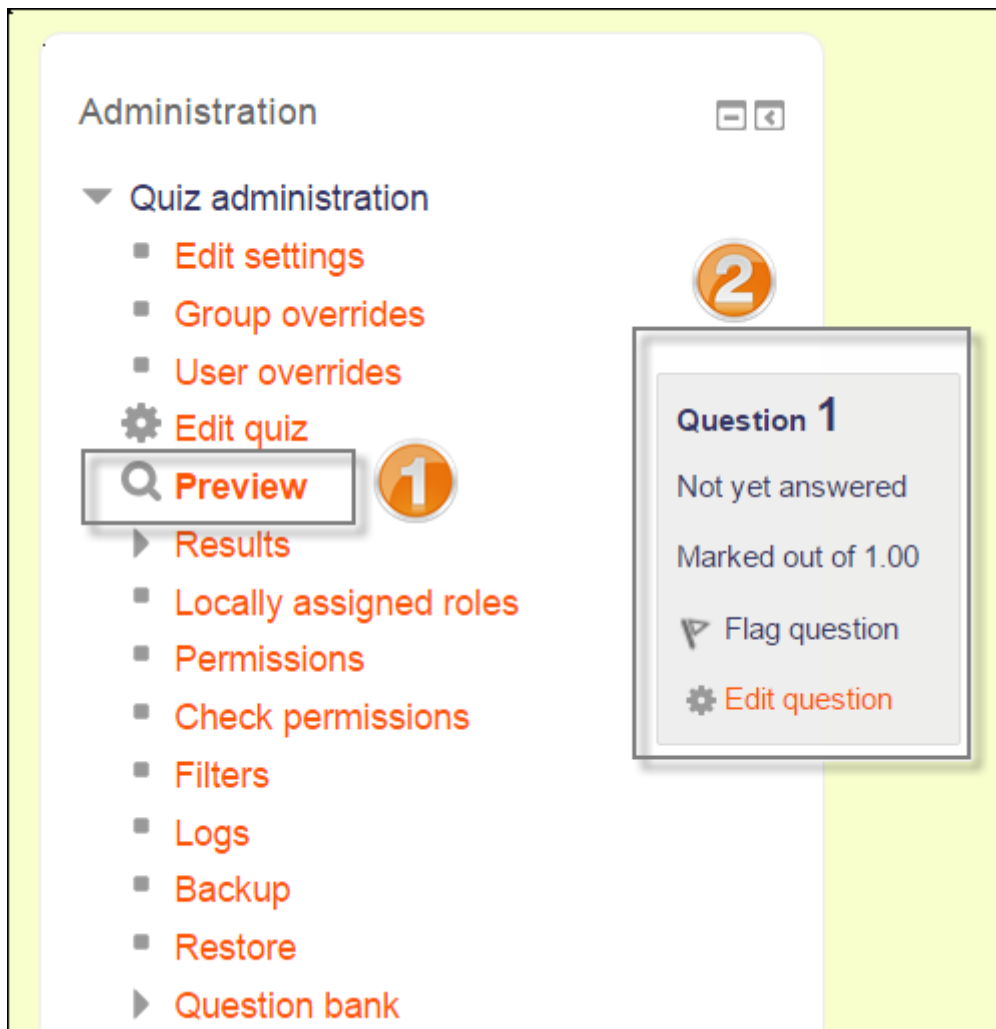 Administration
Quiz administration
Edit settings
Group overrides
User overrides
Edit quiz
Preview
1
Results
Locally assigned roles
Permissions
Check permissions
Filters
Logs
Backup
Restore
Question bank
2
Question 1
Not yet answered
Marked out of 1.00
Flag question
Edit question